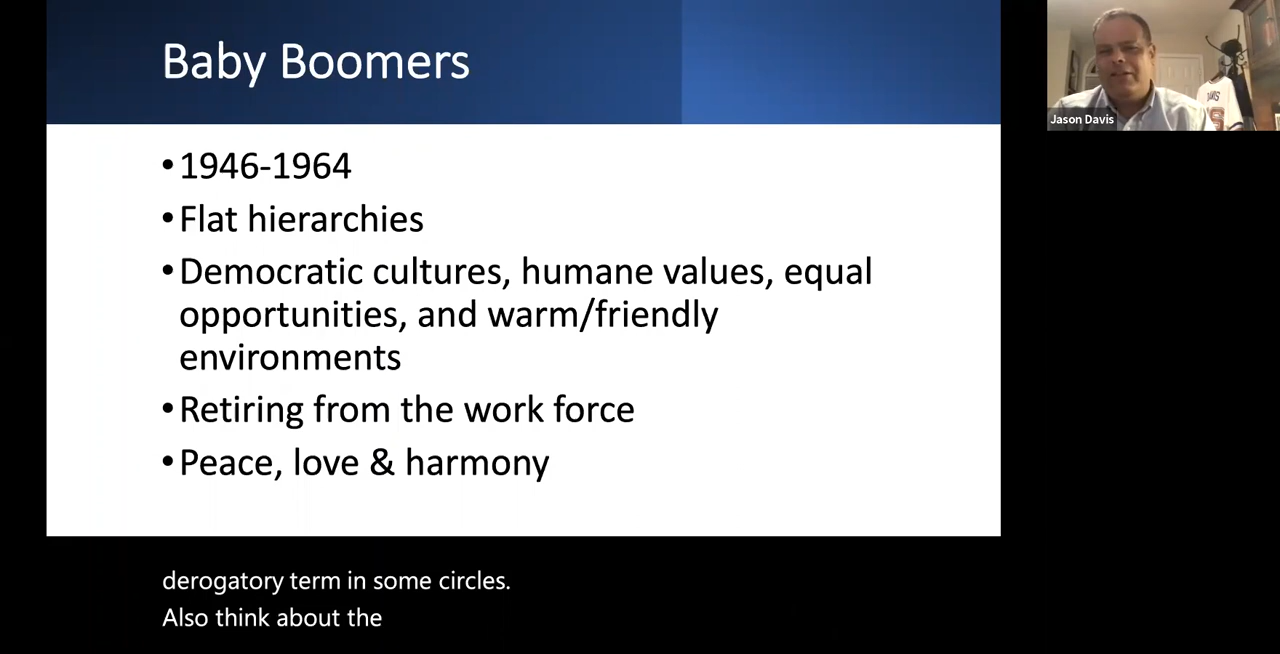 Baby Boomers
•1946-1964
•Flat hierarchies
•Democratic cultures, humane values, equal
opportunities, and warm/friendly
environments
•Retiring from the work force
•Peace, love & harmony
derogatory term in some circles.
Also think about the
Jason Davis